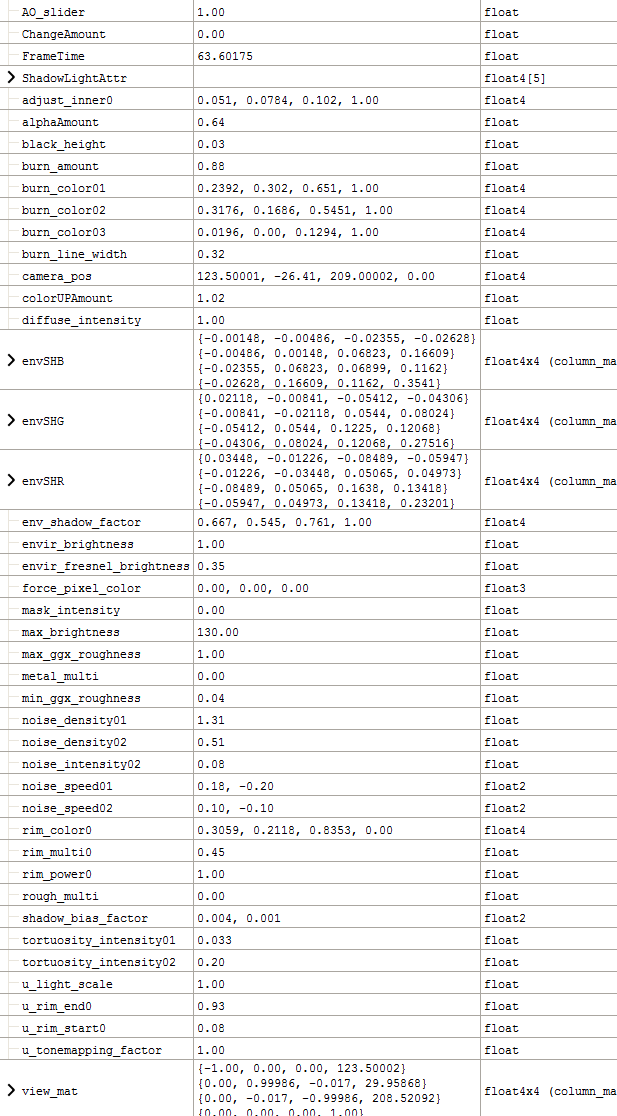 AO_slider 1.00 float
ChangeAmount 0.00 float
FrameTime 63.60175 float
ShadowLightAttr float4[5]
adjust_inner0 0.051, 0.0784, 0.102, 1.00 float4
alphaAmount 0.64 float
black_height 0.03 float
burn_amount 0.88 float
burn_color01 0.2392, 0.302, 0.651, 1.00 float4
burn_color02 0.3176, 0.1686, 0.5451, 1.00 float4
burn_color03 0.0196, 0.00, 0.1294, 1.00 float4
burn_line_width 0.32 float
camera_pos 123.50001, -26.41, 209.00002, 0.00 float4
colorUPAmount 1.02 float
diffuse_intensity 1.00 float
{-0.00148, -0.00486, -0.02355, -0.02628}
{-0.00486, 0.00148, 0.06823, 0.16609}
envSHB float4x4 (column_ma
{-0.02355, 0.06823, 0.06899, 0.1162}
{-0.02628, 0.16609, 0.1162, 0.3541}
{0.02118, -0.00841, -0.05412, -0.04306}
{-0.00841, -0.02118, 0.0544, 0.08024}
envSHG float4x4 (column_ma
{-0.05412, 0.0544, 0.1225, 0.12068}
{-0.04306, 0.08024, 0.12068, 0.27516}
{0.03448, -0.01226, -0.08489, -0.05947}
{-0.01226, -0.03448, 0.05065, 0.04973}
envSHR float4x4 (column_ma
{-0.08489, 0.05065, 0.1638, 0.13418}
{-0.05947, 0.04973, 0.13418, 0.23201}
env_shadow_factor 0.667, 0.545, 0.761, 1.00 float4
envir_brightness 1.00 float
envir_fresnel_brightness 0.35 float
force_pixel_color 0.00, 0.00, 0.00 float3
mask_intensity 0.00 float
max_brightness 130.00 float
max_ggx_roughness 1.00 float
metal_multi 0.00 float
min_ggx_roughness 0.04 float
noise_density01 1.31 float
noise_density02 0.51 float
noise_intensity02 0.08 float
noise_speed01 0.18, -0.20 float2
noise_speed02 0.10, -0.10 float2
rim_color0 0.3059, 0.2118, 0.8353, 0.00 float4
rim_multi0 0.45 float
rim_power0 1.00 float
rough_multi 0.00 float
shadow_bias_factor 0.004, 0.001 float2
tortuosity_intensity01 0.033 float
tortuosity_intensity02 0.20 float
u_light_scale 1.00 float
u_rim_end0 0.93 float
u_rim_start0 0.08 float
u_tonemapping_factor 1.00 float
{-1.00, 0.00, 0.00, 123.50002}
{0.00, 0.99986, -0.017, 29.95868}
view_mat float4x4 (column_ma
{0.00, -0.017, -0.99986, 208.52092}
{0.00, 0.00, 0.00, 1.00}